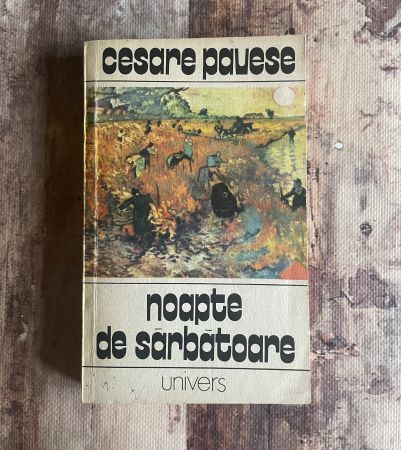 cesare pavese
noapte
de sărbătoare
univers